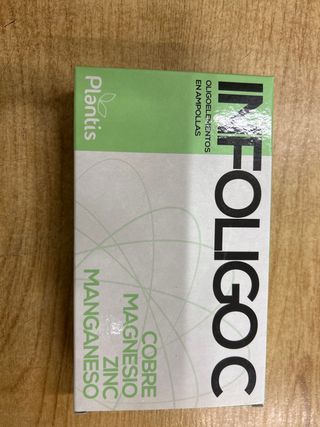 Plantis
INFOLIGO C
OLIGOELEMENTOS
EN AMPOLLAS
COBRE
MAGNESIO
ZINC
MANGANESO